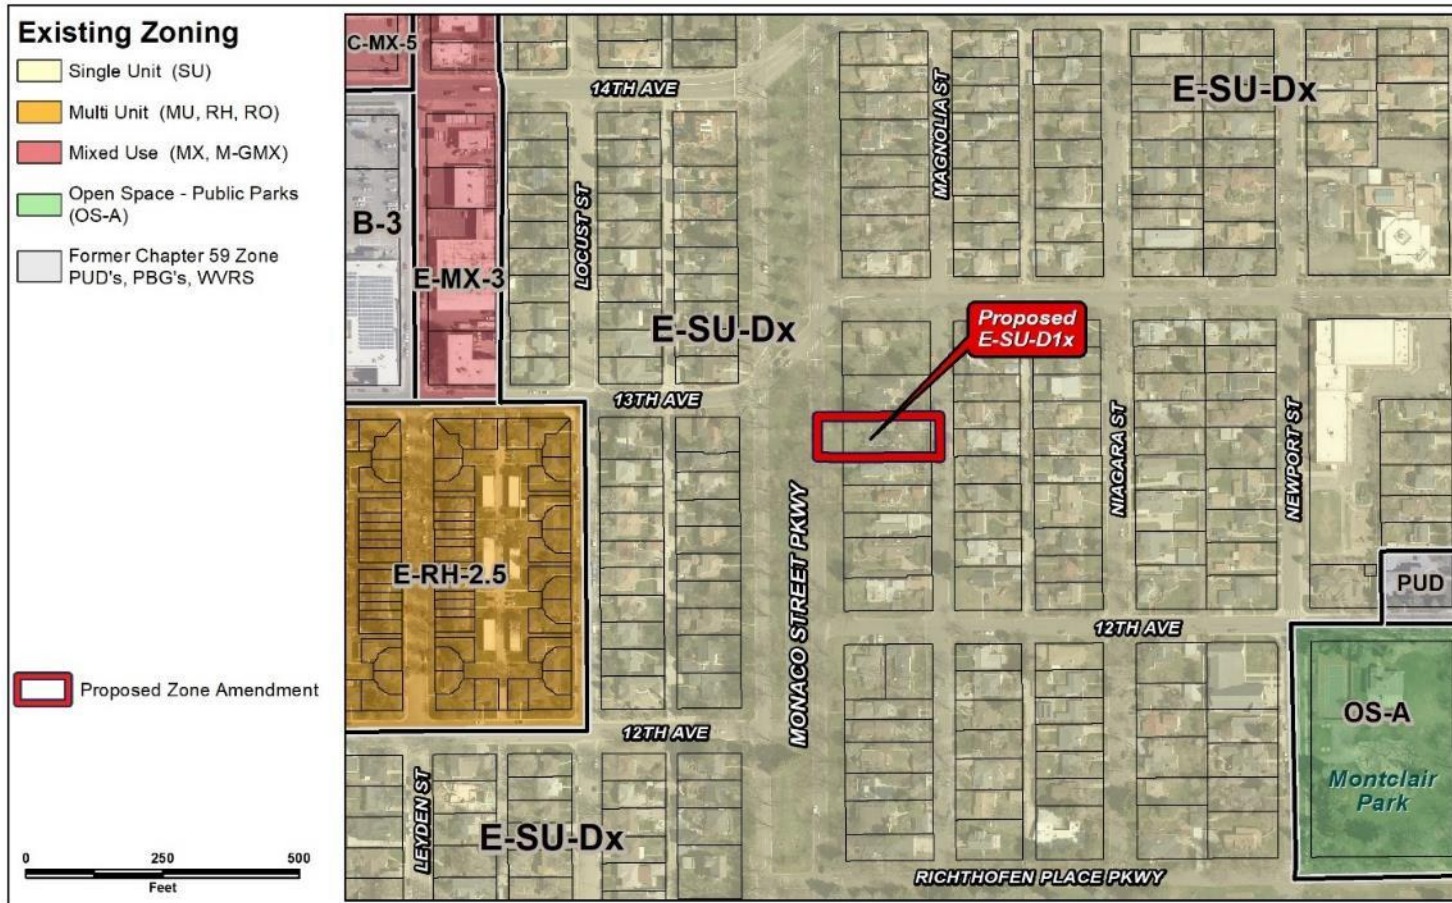 Existing Zoning
Single Unit (SU)
Multi Unit (MU, RH, RO)
Mixed Use (MX, M-GMX)
Open Space - Public Parks
(OS-A)
Former Chapter 59 Zone
PUD's, PBG's, WVRS
Proposed Zone Amendment
0 250 500
Feet
C-MX-5
14TH AVE
E-SU-Dx
MAGNOLIA ST
LOCUST ST
B-3
E-MX-3
E-SU-Dx
Proposed
E-SU-D1x
13TH AVE
NIAGARA ST
NEWPORT ST
E-RH-2.5
MONACO STREET PKWY
PUD
12TH AVE
OS-A
12TH AVE
Montclair
Park
LEYDEN ST
E-SU-Dx
RICHTHOFEN PLACE PKWY